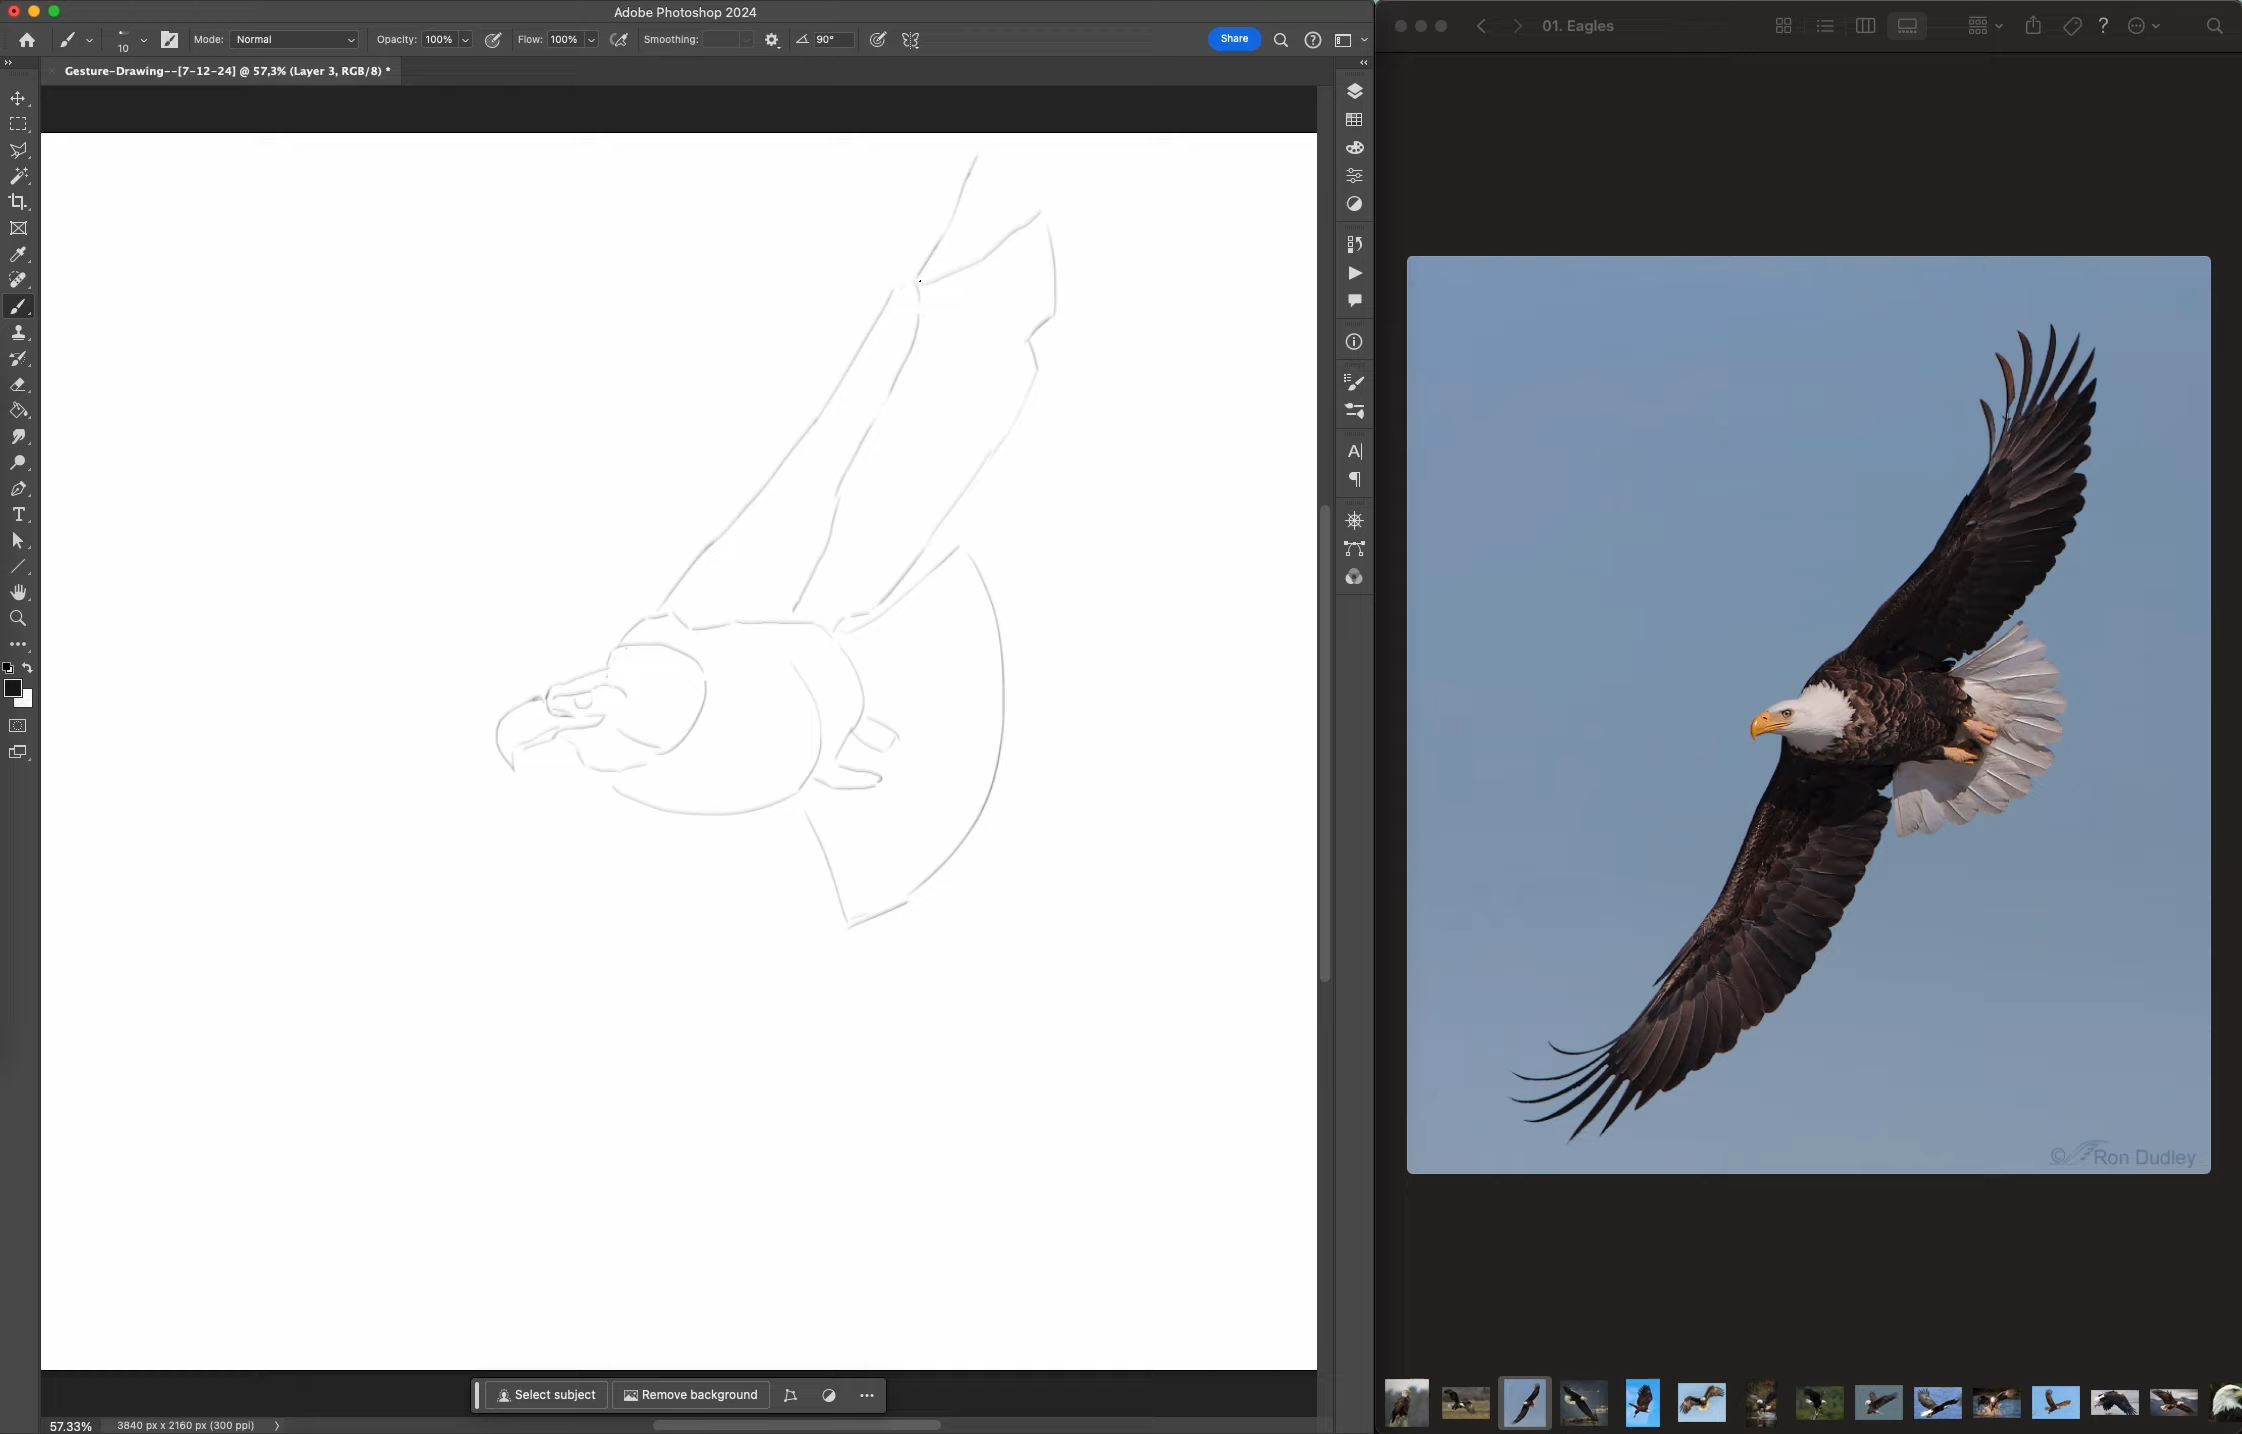 Adobe Photoshop 2024
10
Mode: Normal
Opacity: 100%
Flow: 100%
Smoothing:
90°
Share
01. Eagles
Gesture-Drawing--[7-12-24] @ 57,3% (Layer 3, RGB/8) *
© Ron Dudley
Select subject
Remove background
57.33%
3840 px x 2160 px (300 ppi)